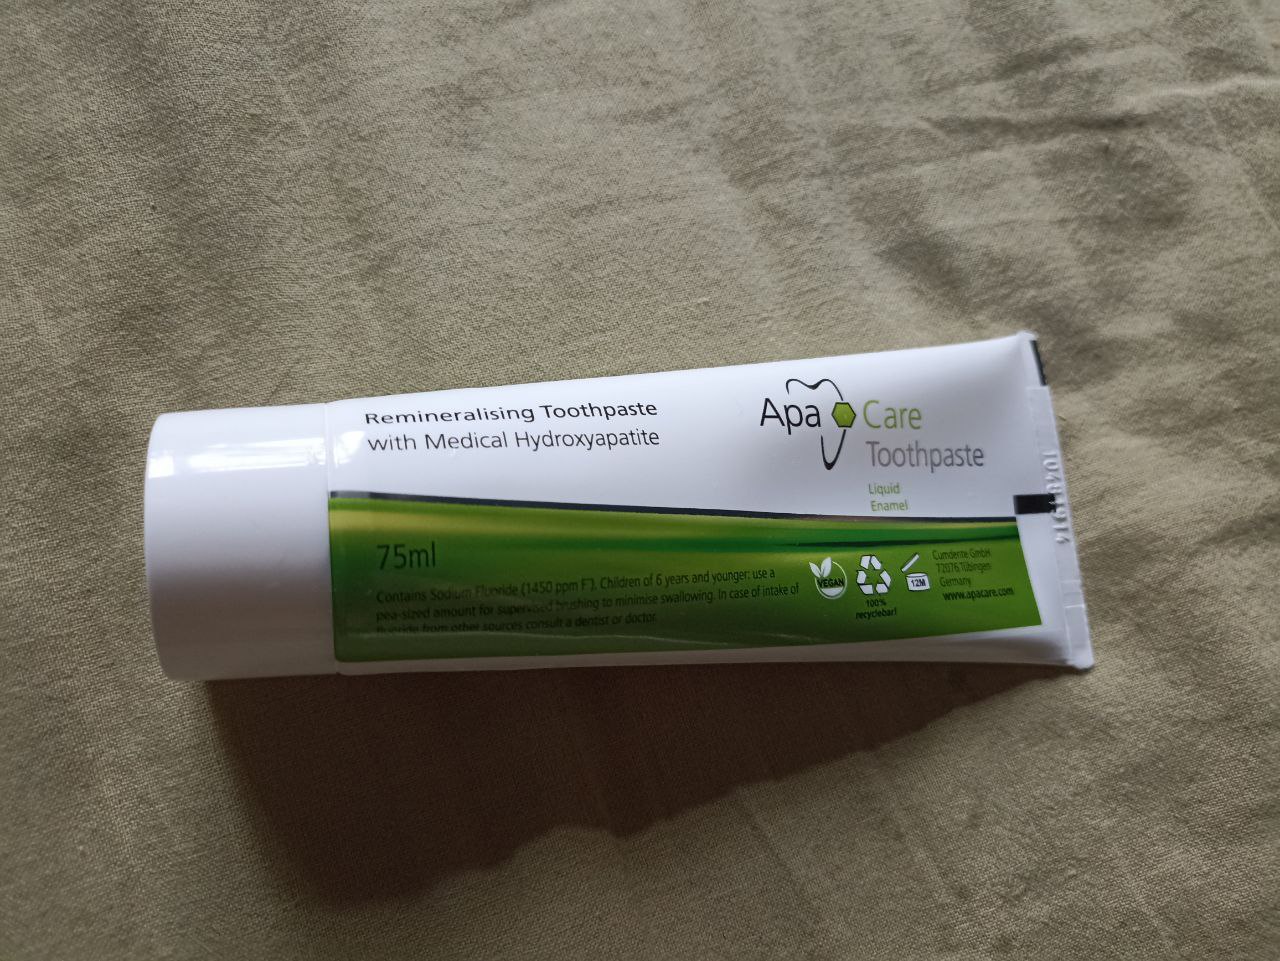 Remineralising Toothpaste
with Medical Hydroxyapatite
Apa Care
Toothpaste
Liquid
Enamel
75ml
Contains Sodium Fluoride (1450 ppm F⁻). Children of 6 years and younger: use a
pea-sized amount for supervised brushing to minimise swallowing. In case of intake of
fluoride from other sources consult a dentist or doctor.
VEGAN
100%
recyclebar!
12M
Cumdente GmbH
72076 Tübingen
Germany
www.apacare.com